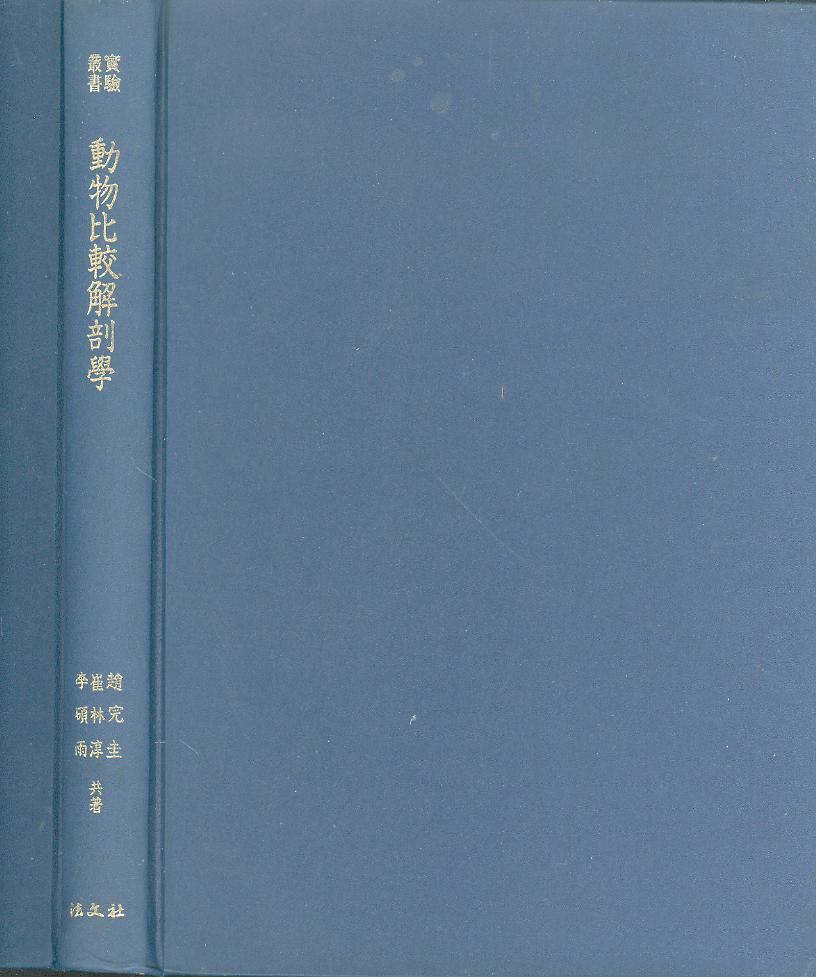 實驗
叢書
動物比較解剖學
趙完圭
崔林淳
李碩雨
共著
法文社